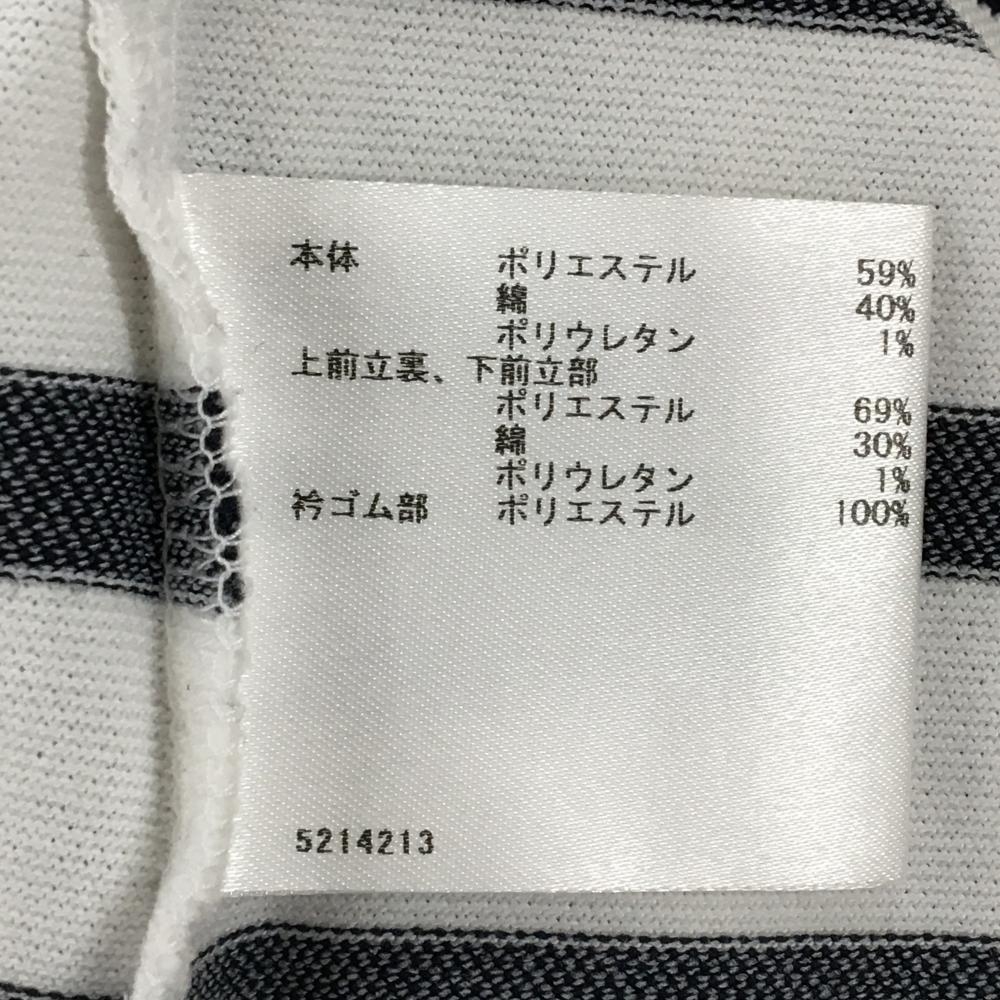 本体 ポリエステル 59%
綿 40%
ポリウレタン 1%
上前立裏、下前立部
ポリエステル 69%
綿 30%
ポリウレタン 1%
衿ゴム部 ポリエステル 100%
5214213